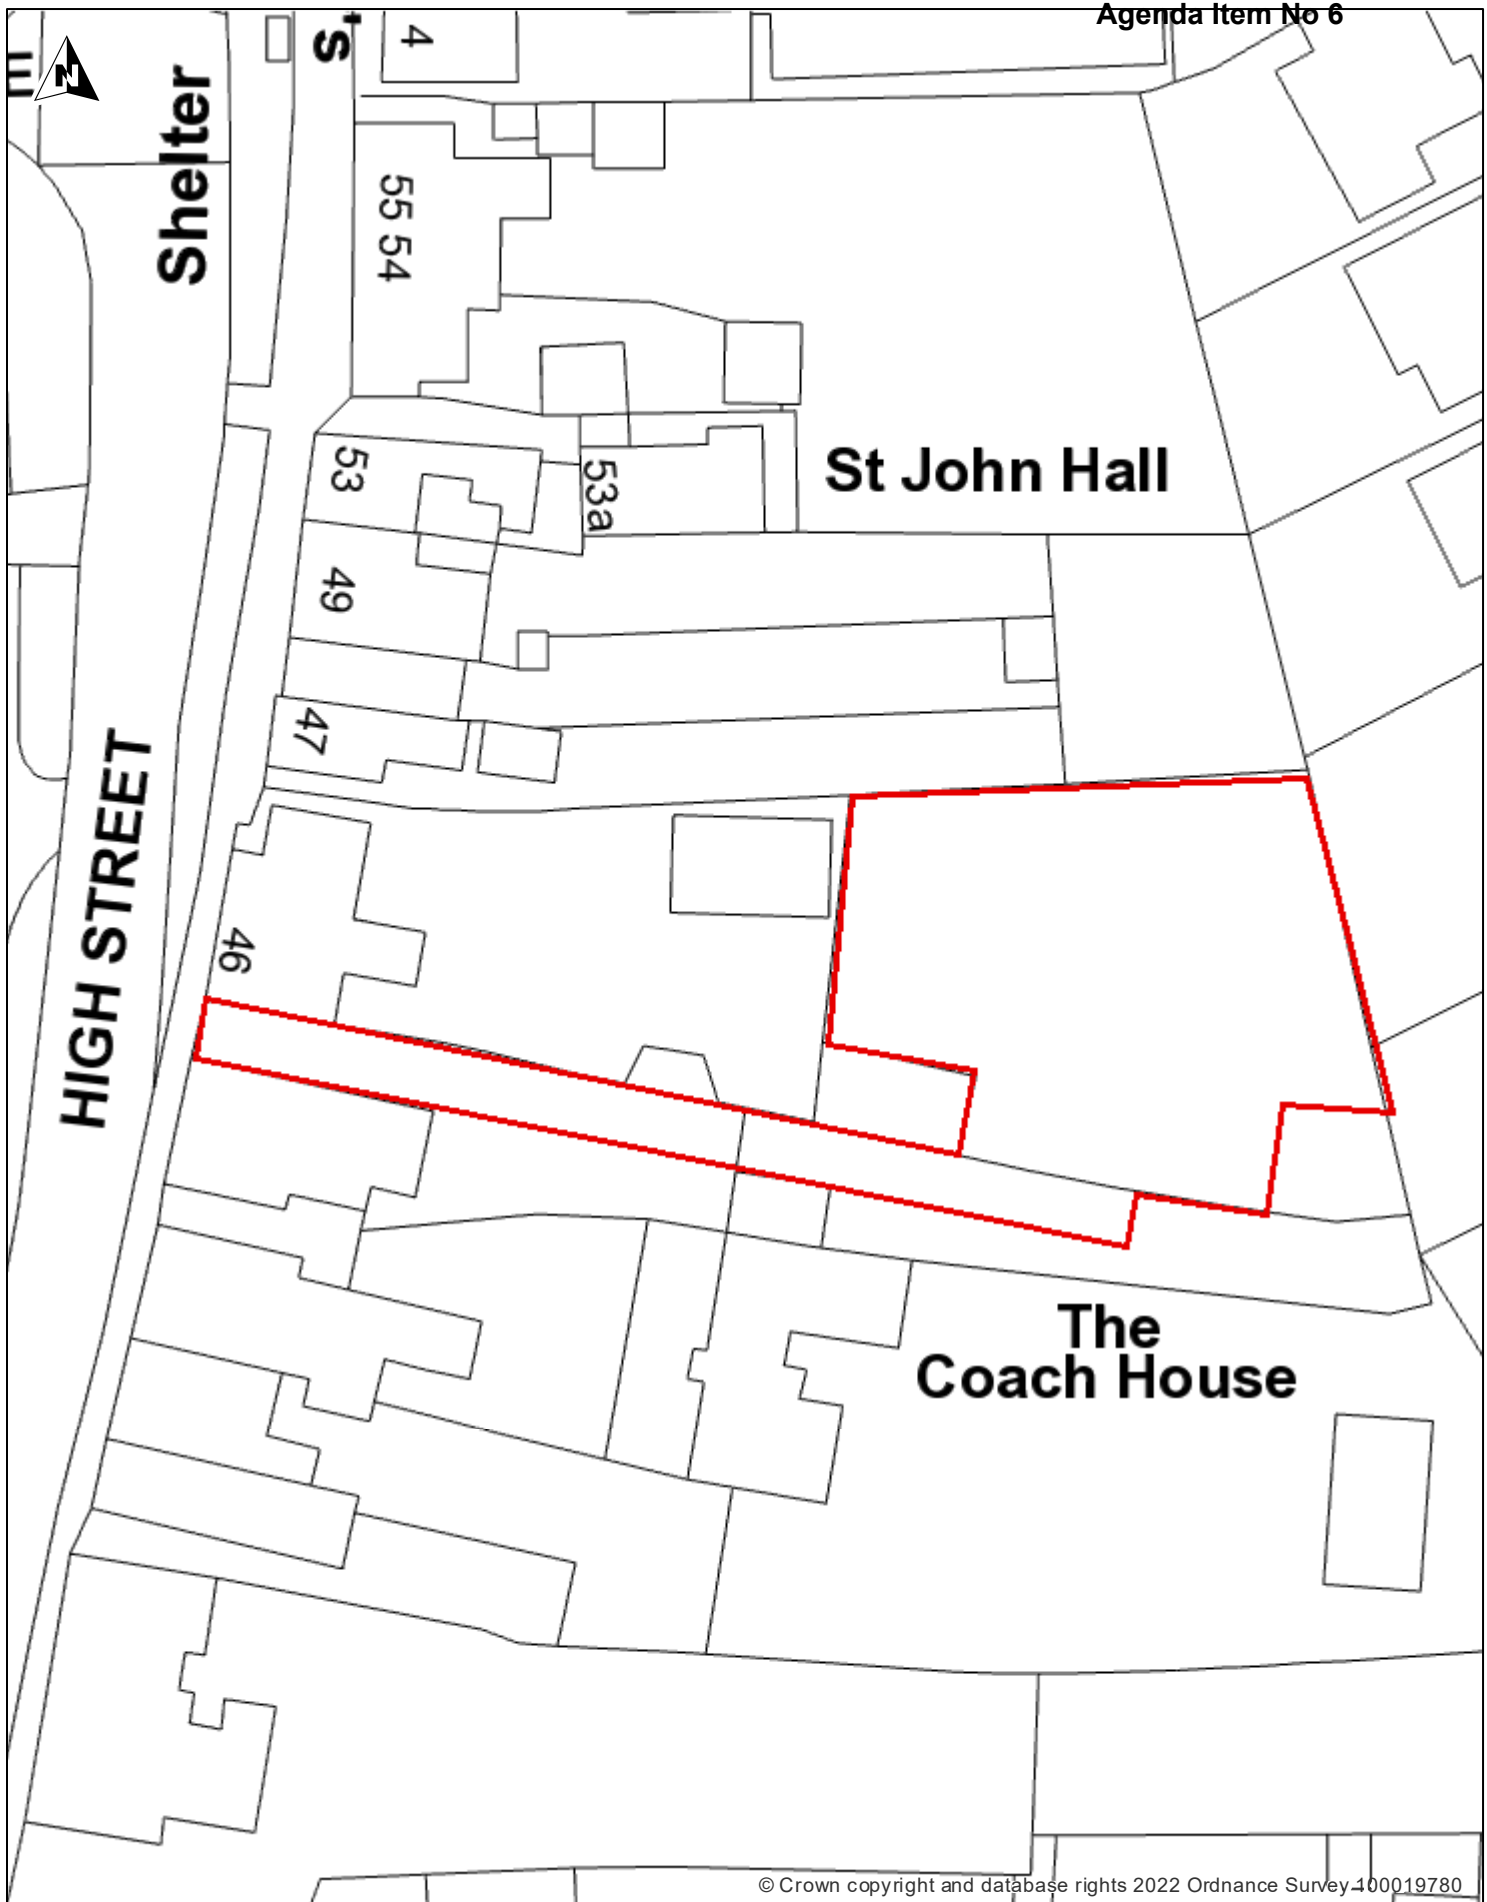 Agenda Item No 6
N
s'
4
Shelter
55 54
St John Hall
53
53a
49
47
HIGH STREET
46
The
Coach House
© Crown copyright and database rights 2022 Ordnance Survey 100019780